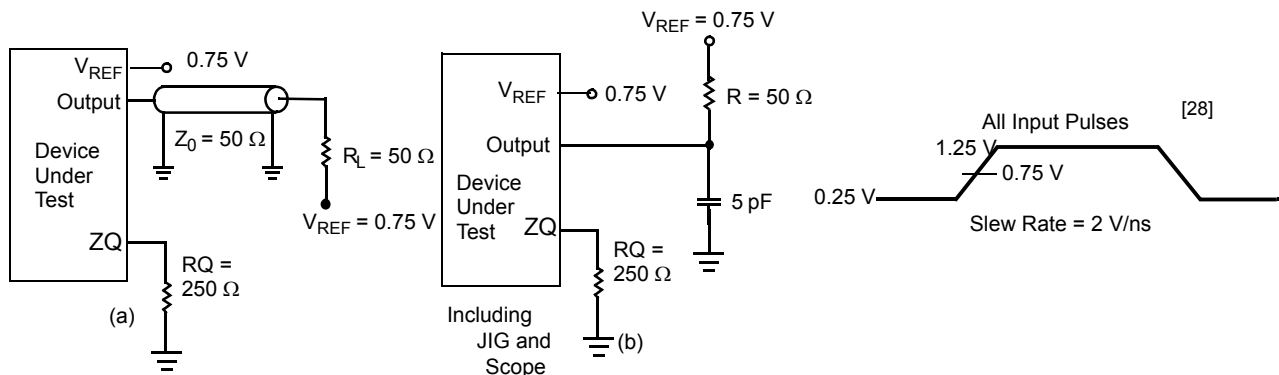 V_REF
0.75 V
Output
Z₀ = 50 Ω
Device
Under
Test
R_L = 50 Ω
V_REF = 0.75 V
ZQ
RQ =
250 Ω
(a)
V_REF = 0.75 V
V_REF
0.75 V
R = 50 Ω
Output
Device
Under
Test
5 pF
ZQ
RQ =
250 Ω
Including
JIG and
Scope
(b)
[28]
All Input Pulses
1.25 V
0.75 V
0.25 V
Slew Rate = 2 V/ns